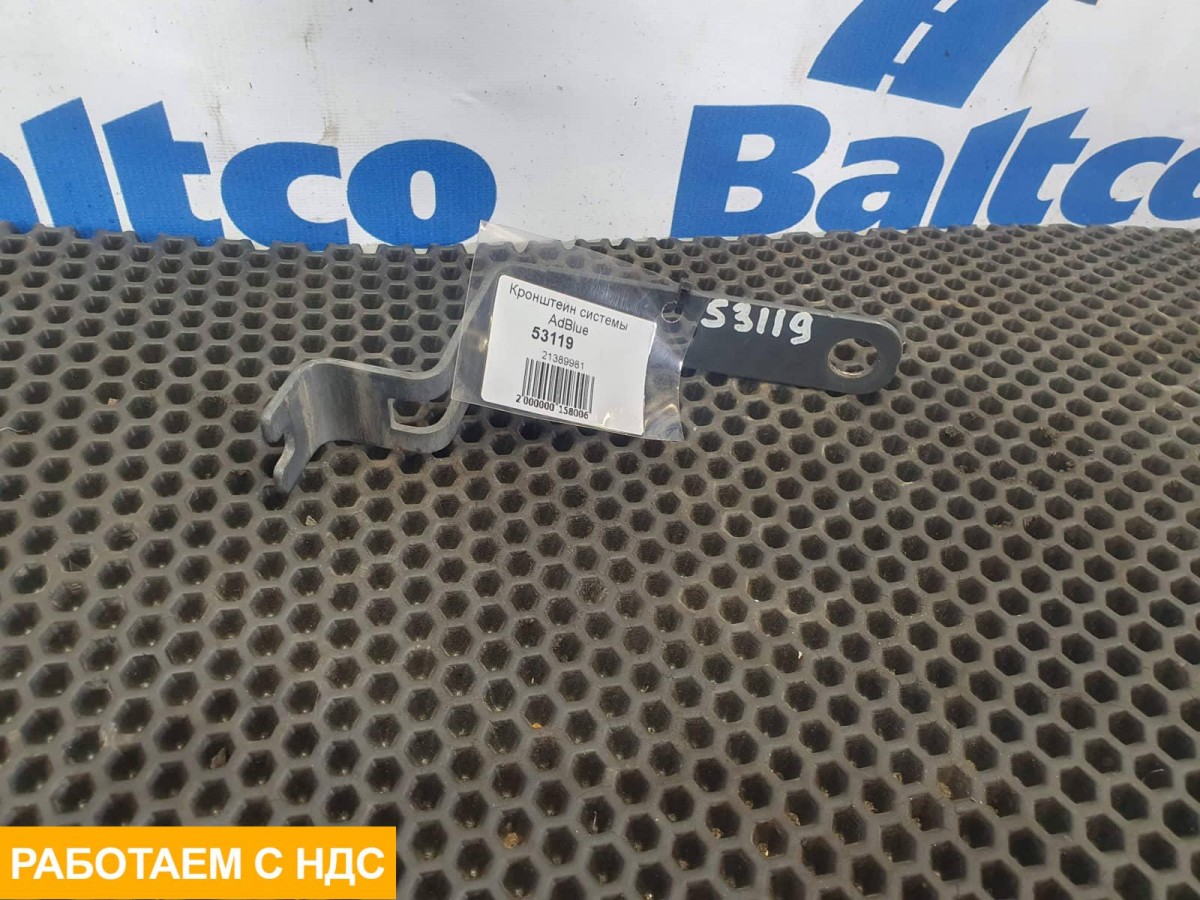 altco
Baltco
Кронштейн системы
AdBlue
53119
21389981
2 000000 158006
53119
РАБОТАЕМ С НДС